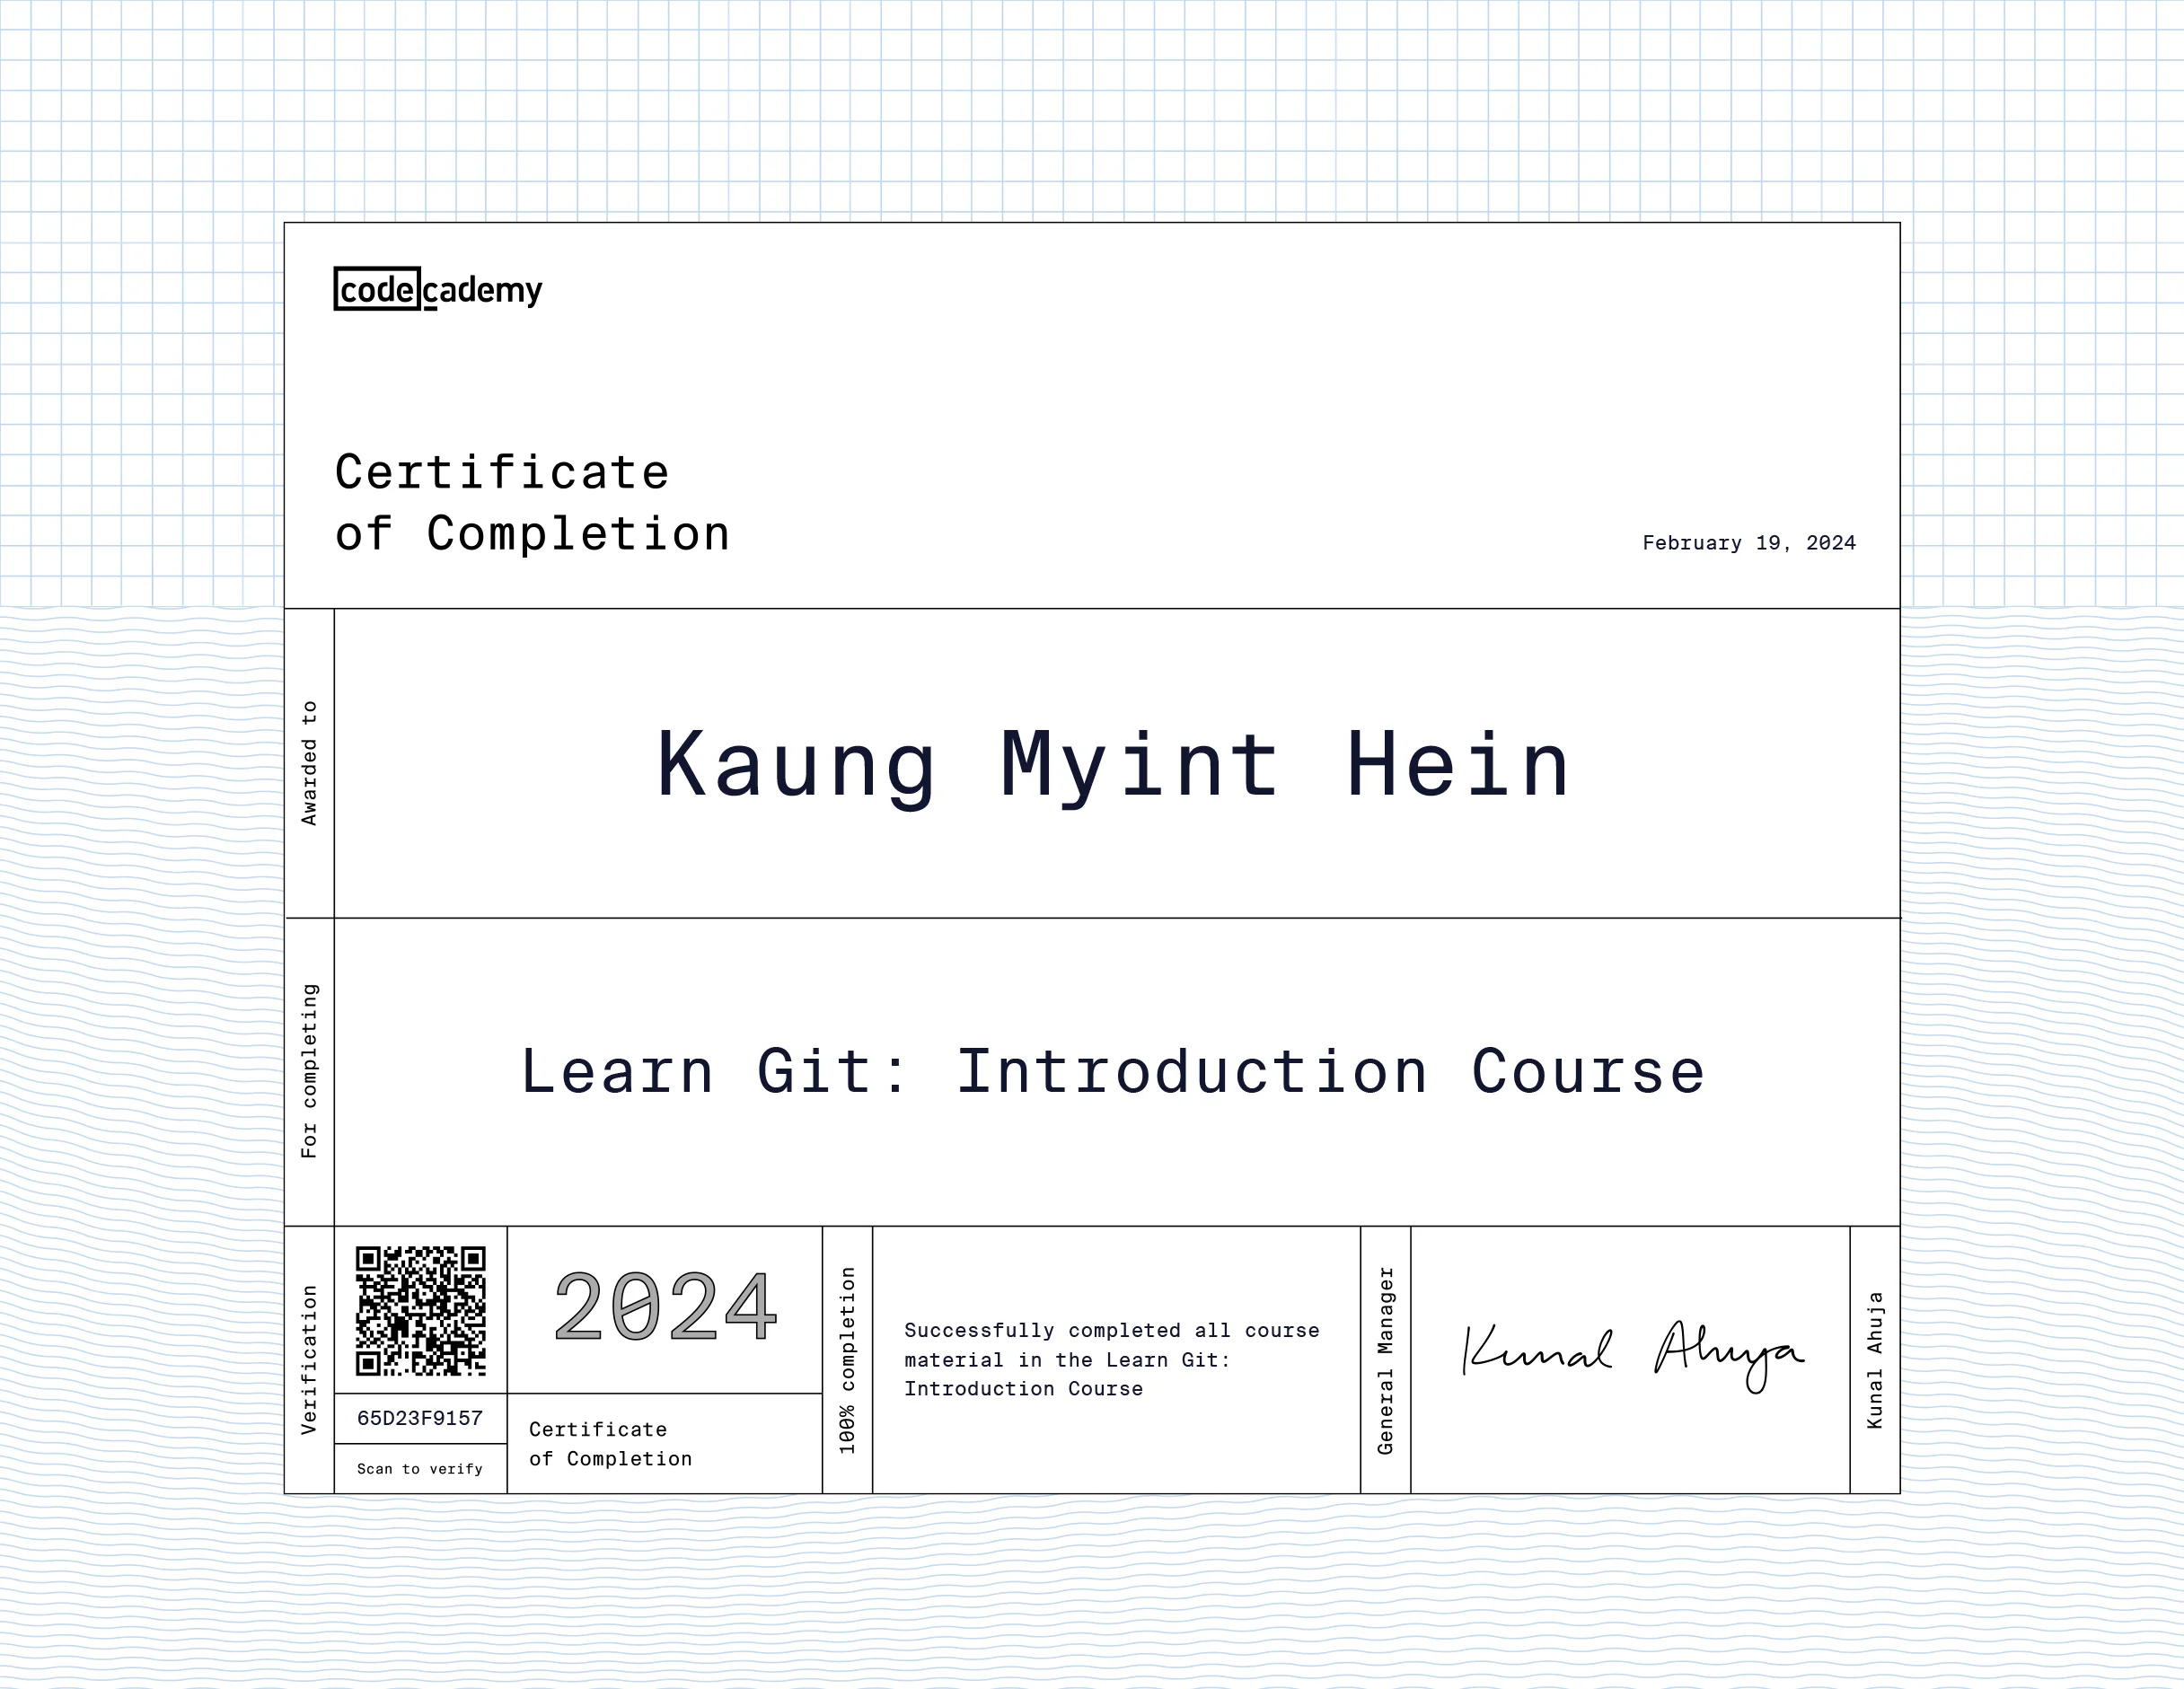 codecademy
Certificate
of Completion
February 19, 2024
Awarded to
Kaung Myint Hein
For completing
Learn Git: Introduction Course
Verification
65D23F9157
Scan to verify
2024
Certificate
of Completion
100% completion
Successfully completed all course
material in the Learn Git:
Introduction Course
General Manager
Kunal Ahuja
Kunal Ahuja